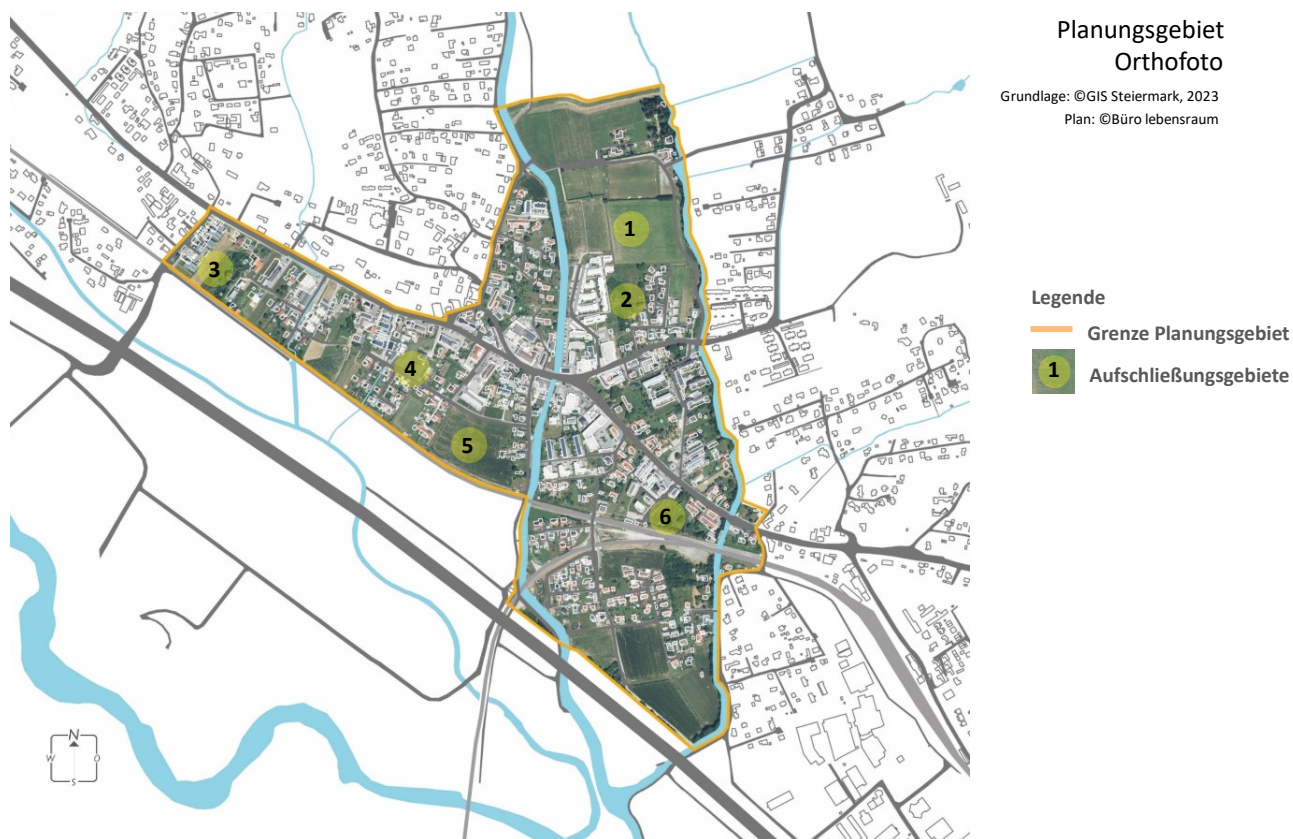 Planungsgebiet
Orthofoto
Grundlage: ©GIS Steiermark, 2023
Plan: ©Büro lebensraum
1
2
3
4
5
6
Legende
Grenze Planungsgebiet
1 Aufschließungsgebiete
N
W O
S